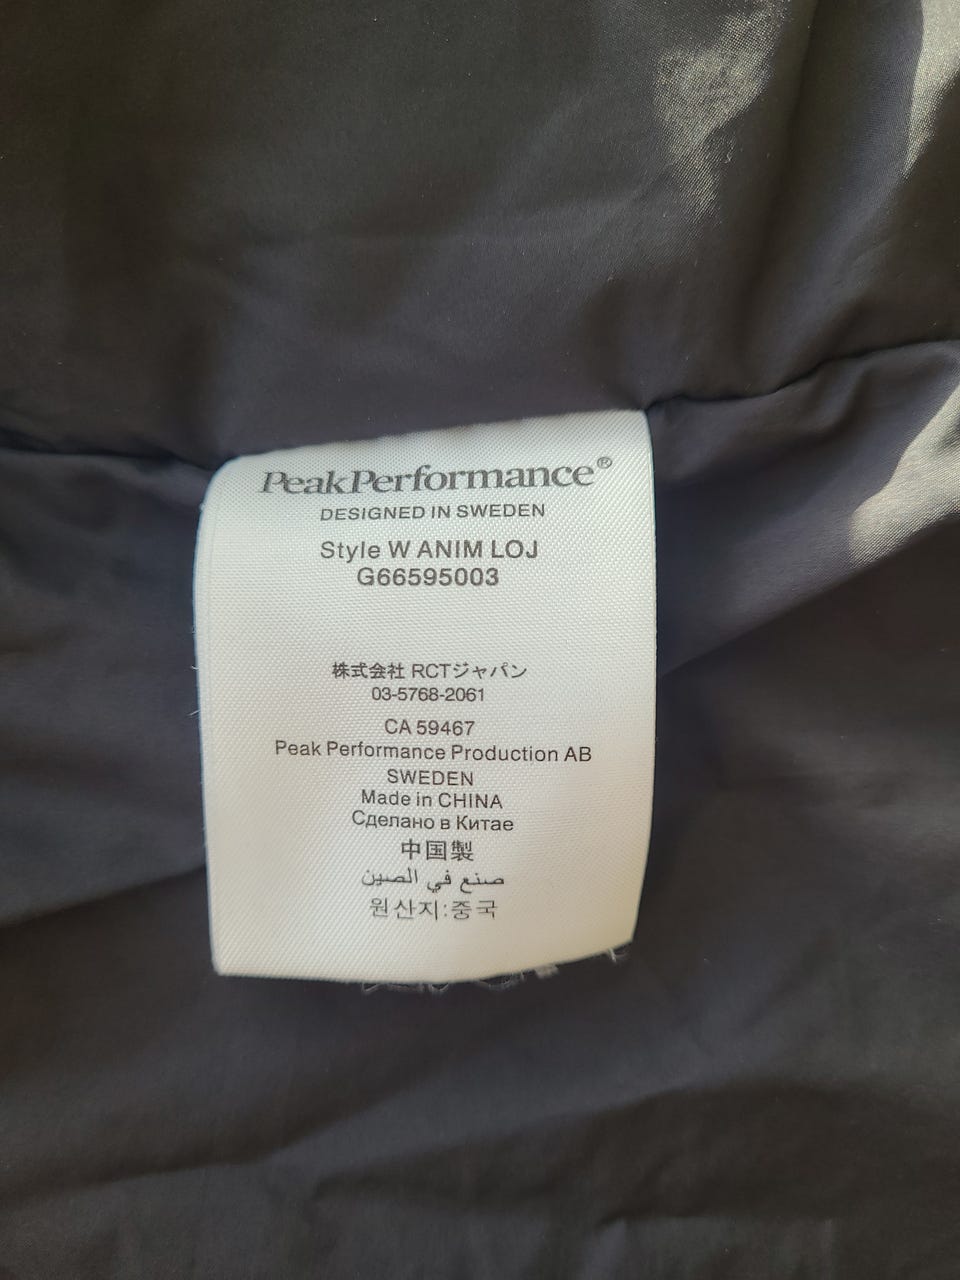 PeakPerformance®
DESIGNED IN SWEDEN
Style W ANIM LOJ
G66595003
株式会社 RCTジャパン
03-5768-2061
CA 59467
Peak Performance Production AB
SWEDEN
Made in CHINA
Сделано в Китае
中国製
صنع في الصين
원산지:중국